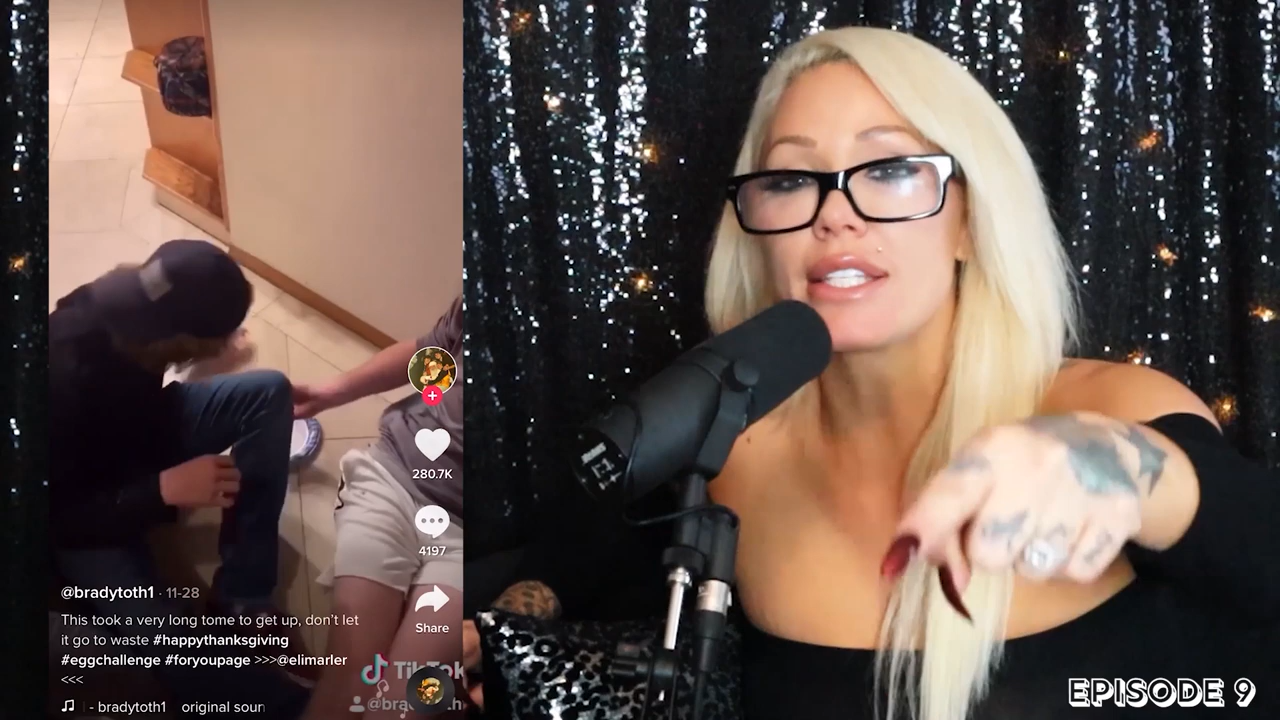 280.7K
4197
Share
@bradytoth1 · 11-28
This took a very long tome to get up, don't let
it go to waste #happythanksgiving
#eggchallenge #foryoupage >>>@elimarler
<<<
TikTok
- bradytoth1 original soun
EPISODE 9